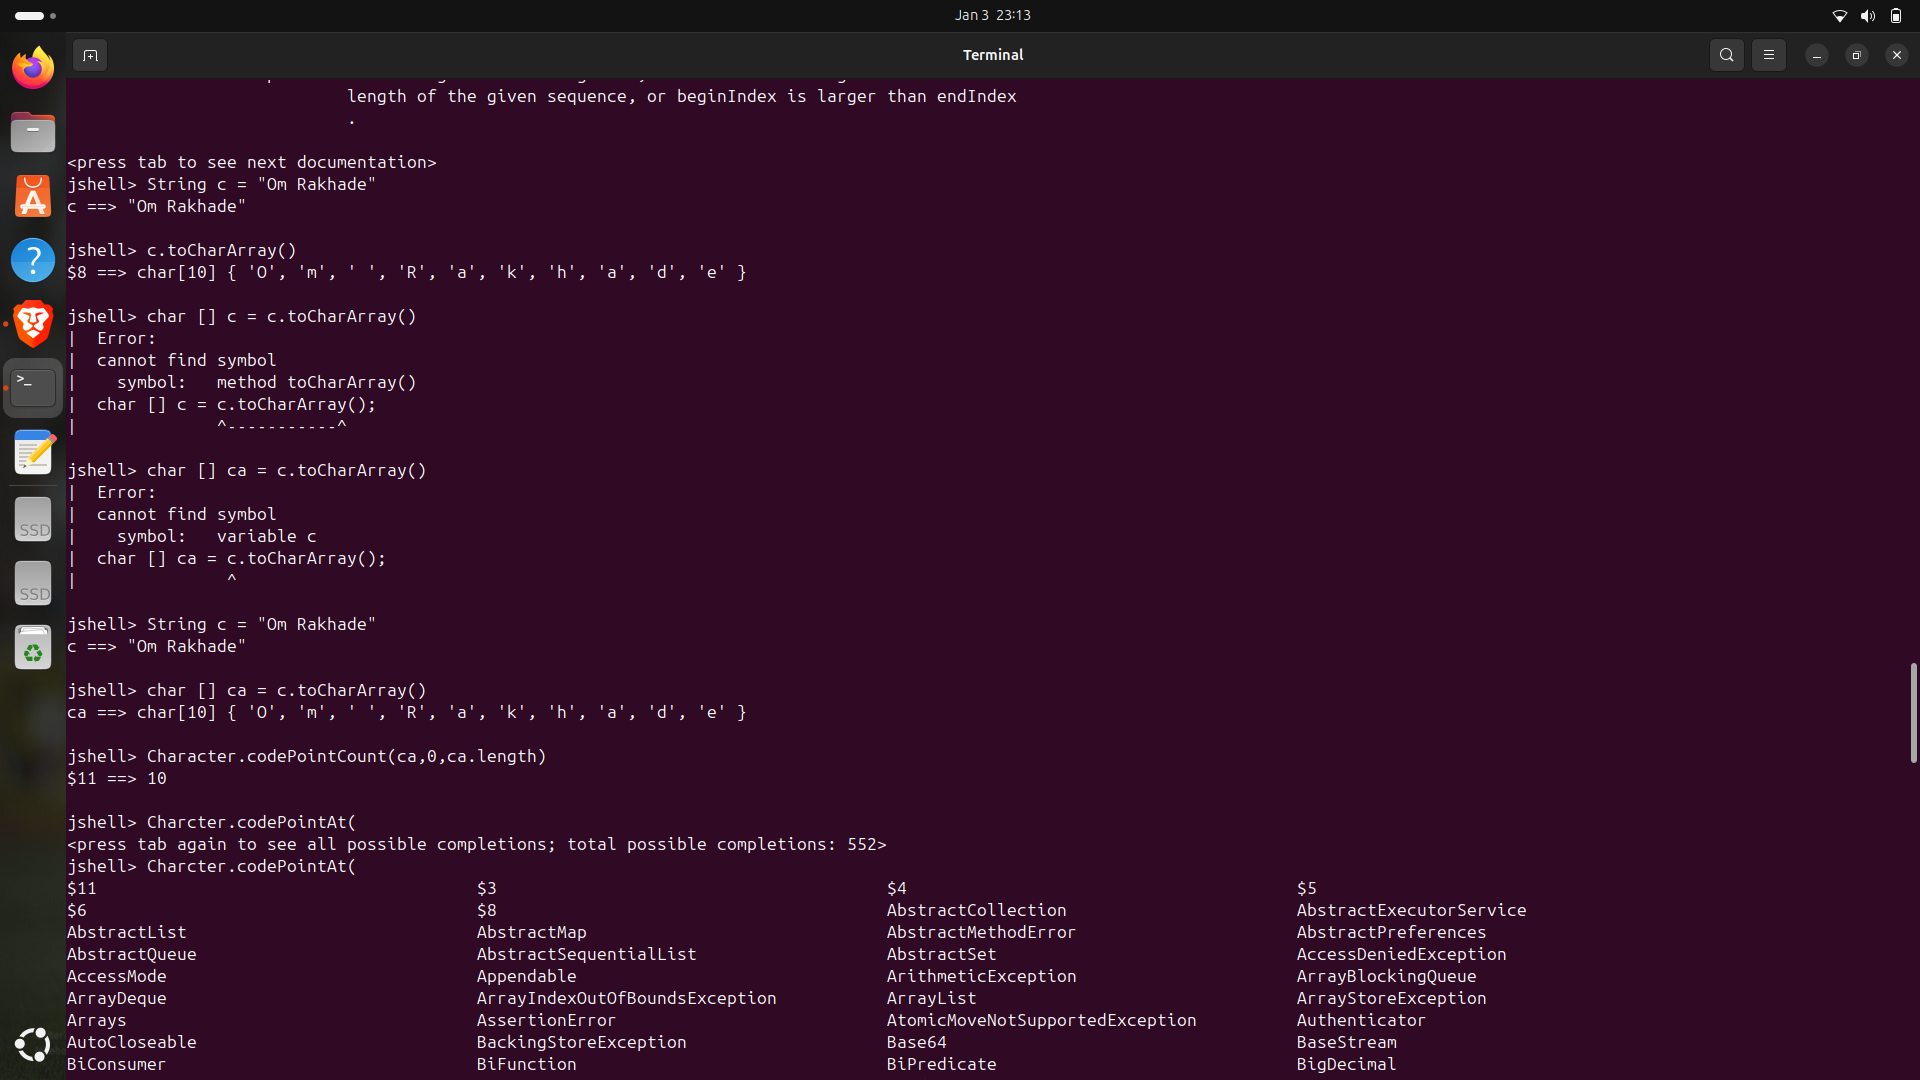 Jan 3 23:13
Terminal
length of the given sequence, or beginIndex is larger than endIndex
.
<press tab to see next documentation>
jshell> String c = "Om Rakhade"
c ==> "Om Rakhade"
jshell> c.toCharArray()
$8 ==> char[10] { 'O', 'm', ' ', 'R', 'a', 'k', 'h', 'a', 'd', 'e' }
jshell> char [] c = c.toCharArray()
|  Error:
|  cannot find symbol
|    symbol:   method toCharArray()
|  char [] c = c.toCharArray();
|              ^-----------^
jshell> char [] ca = c.toCharArray()
|  Error:
|  cannot find symbol
|    symbol:   variable c
|  char [] ca = c.toCharArray();
|               ^
jshell> String c = "Om Rakhade"
c ==> "Om Rakhade"
jshell> char [] ca = c.toCharArray()
ca ==> char[10] { 'O', 'm', ' ', 'R', 'a', 'k', 'h', 'a', 'd', 'e' }
jshell> Character.codePointCount(ca,0,ca.length)
$11 ==> 10
jshell> Charcter.codePointAt(
<press tab again to see all possible completions; total possible completions: 552>
jshell> Charcter.codePointAt(
$11 $3 $4 $5
$6 $8 AbstractCollection AbstractExecutorService
AbstractList AbstractMap AbstractMethodError AbstractPreferences
AbstractQueue AbstractSequentialList AbstractSet AccessDeniedException
AccessMode Appendable ArithmeticException ArrayBlockingQueue
ArrayDeque ArrayIndexOutOfBoundsException ArrayList ArrayStoreException
Arrays AssertionError AtomicMoveNotSupportedException Authenticator
AutoCloseable BackingStoreException Base64 BaseStream
BiConsumer BiFunction BiPredicate BigDecimal
SSD
SSD